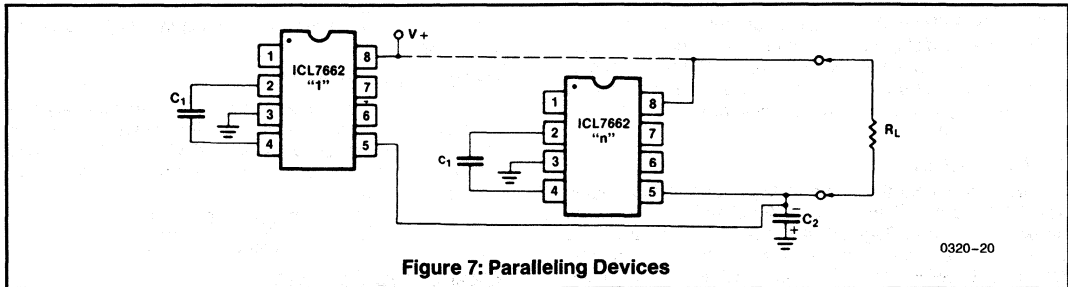 V +
1 ICL7662 8
"1"
2 7
C1
3 6
4 5
1 ICL7662 8
"n"
2 7
C1
3 6
4 5
RL
−
C2
+
0320–20
Figure 7: Paralleling Devices